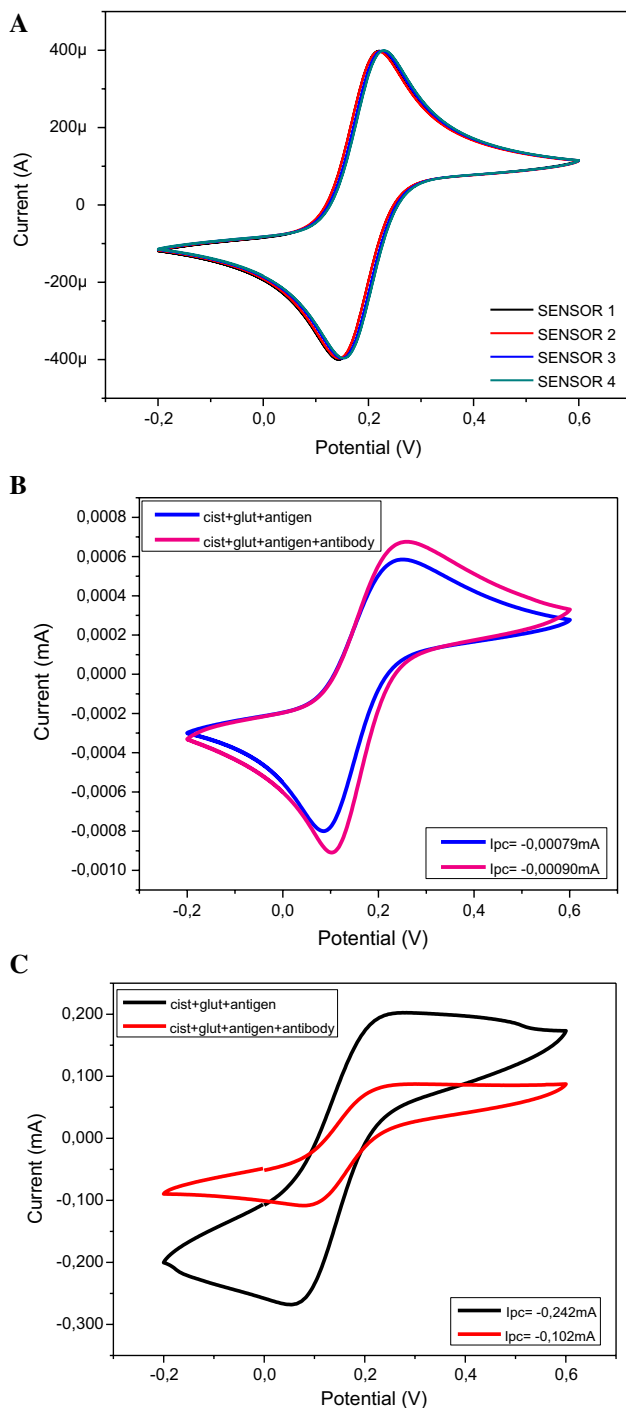 A
400µ
200µ
0
-200µ
-400µ
Current (A)
SENSOR 1
SENSOR 2
SENSOR 3
SENSOR 4
-0,2 0,0 0,2 0,4 0,6
Potential (V)
B
0,0008
0,0006
0,0004
0,0002
0,0000
-0,0002
-0,0004
-0,0006
-0,0008
-0,0010
Current (mA)
cist+glut+antigen
cist+glut+antigen+antibody
Ipc= -0,00079mA
Ipc= -0,00090mA
-0,2 0,0 0,2 0,4 0,6
Potential (V)
C
0,200
0,100
0,000
-0,100
-0,200
-0,300
Current (mA)
cist+glut+antigen
cist+glut+antigen+antibody
Ipc= -0,242mA
Ipc= -0,102mA
-0,2 0,0 0,2 0,4 0,6
Potential (V)